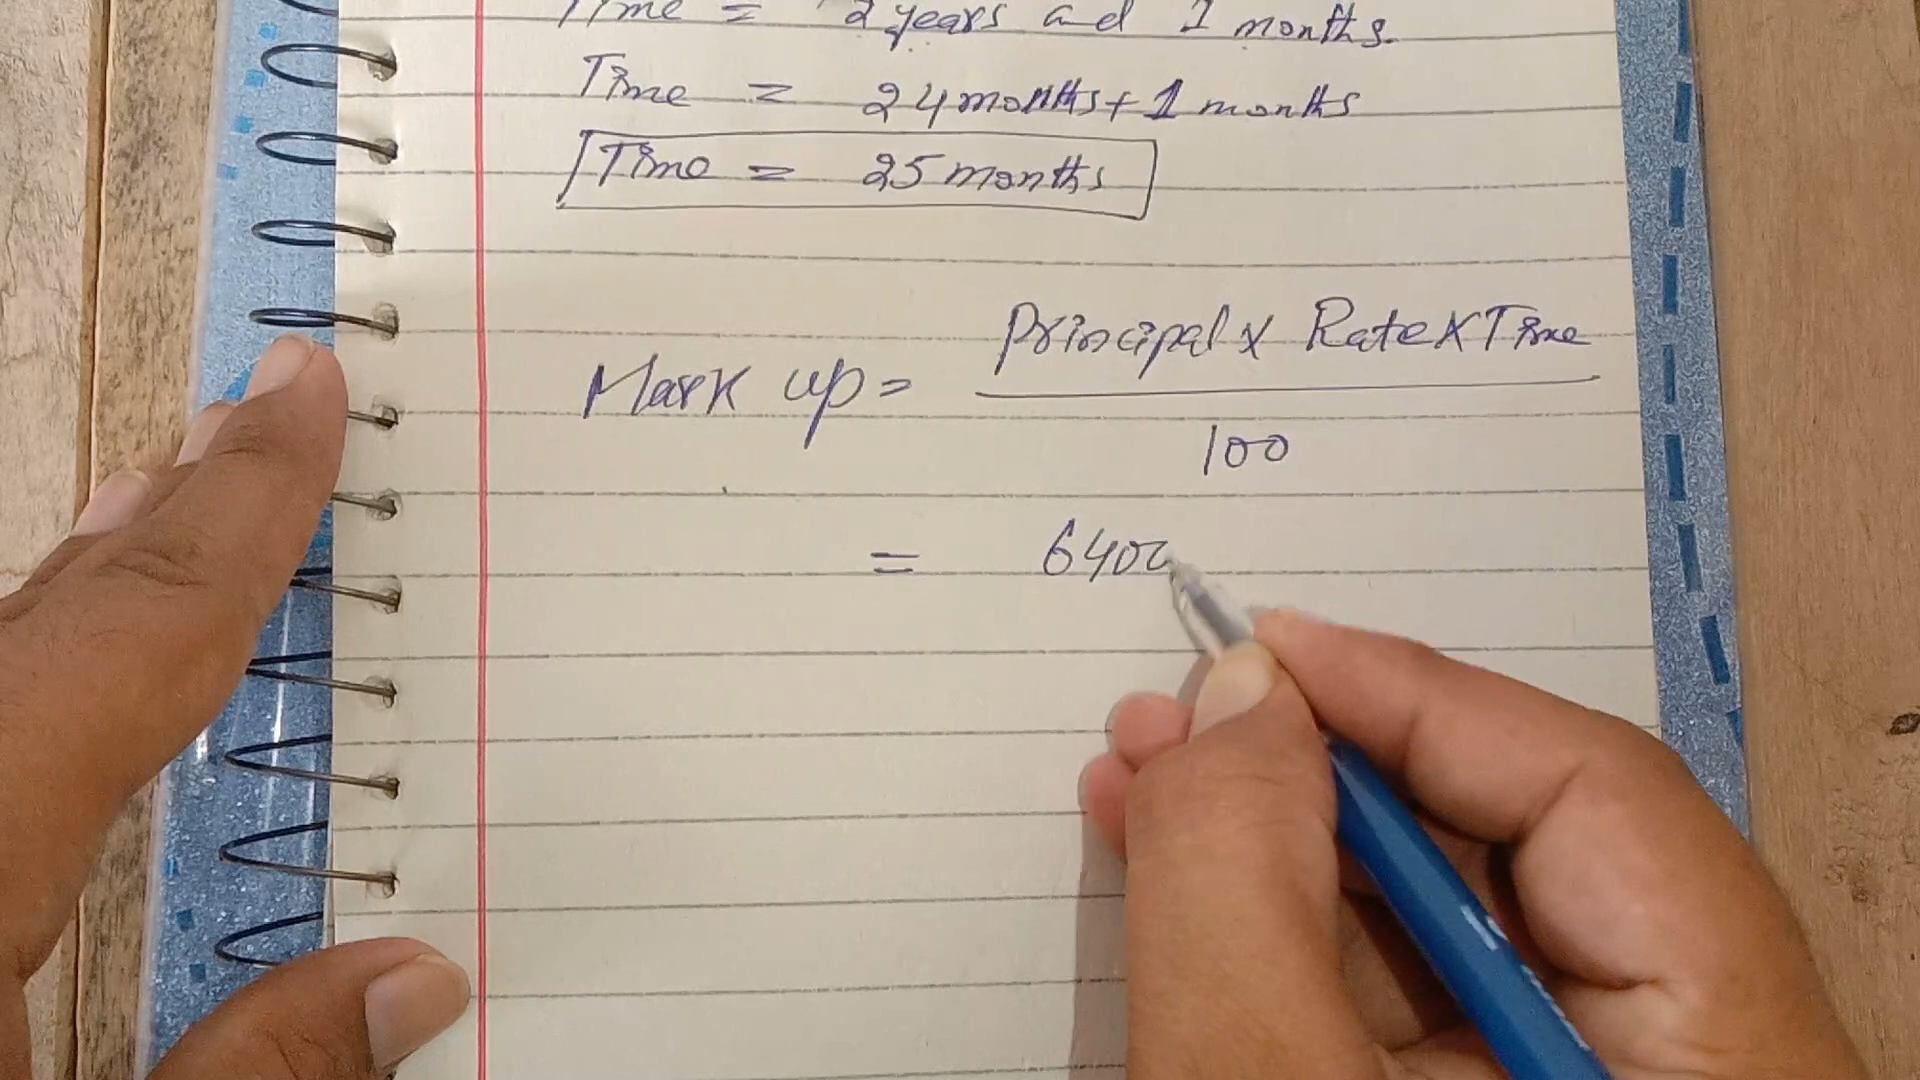 Time = 2 years and 1 months.
Time = 24 months + 1 months
Time = 25 months
Mark up = Principal x Rate x Time
100
= 6400